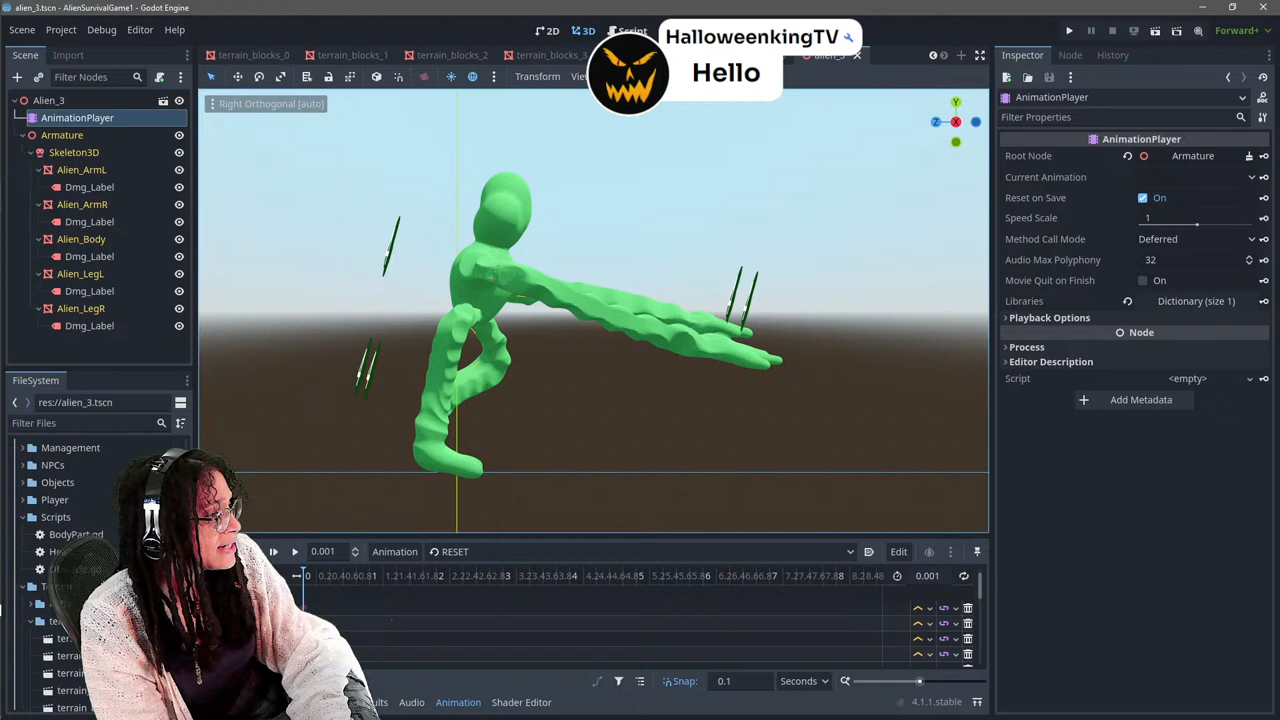 alien_3.tscn - AlienSurvivalGame1 - Godot Engine
Scene Project Debug Editor Help
2D 3D Script
Forward+
HalloweenkingTV
Hello
Scene Import
terrain_blocks_0 terrain_blocks_1 terrain_blocks_2 terrain_blocks_3
Inspector Node History
Filter Nodes
Transform
AnimationPlayer
Right Orthogonal [auto]
Y
Z X
Filter Properties
Alien_3
AnimationPlayer
Armature
Skeleton3D
Alien_ArmL
Dmg_Label
Alien_ArmR
Dmg_Label
Alien_Body
Dmg_Label
Alien_LegL
Dmg_Label
Alien_LegR
Dmg_Label
AnimationPlayer
Root Node Armature
Current Animation
Reset on Save On
Speed Scale 1
Method Call Mode Deferred
Audio Max Polyphony 32
Movie Quit on Finish On
Libraries Dictionary (size 1)
Playback Options
Node
Process
Editor Description
Script <empty>
Add Metadata
FileSystem
res://alien_3.tscn
Filter Files
Management
NPCs
Objects
Player
Scripts
BodyPart.gd
0.001 Animation RESET Edit
0.001
Snap: 0.1 Seconds
Audio Animation Shader Editor
4.1.1.stable